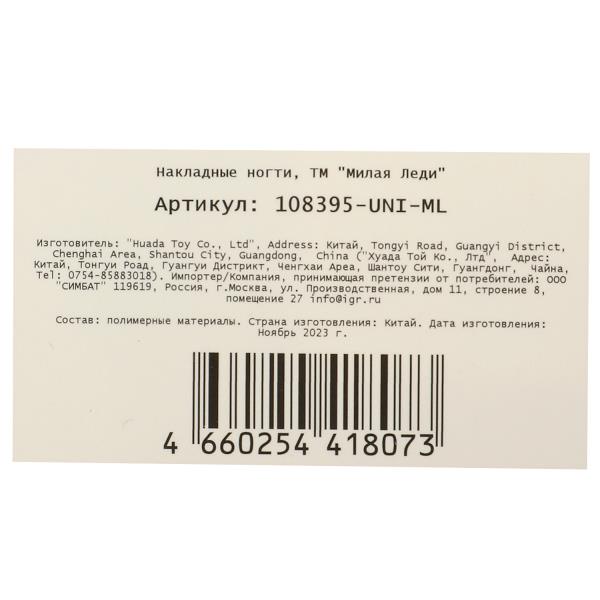 Накладные ногти, ТМ "Милая Леди"
Артикул: 108395-UNI-ML
Изготовитель: "Huada Toy Co., Ltd", Address: Китай, Tongyi Road, Guangyi District,
Chenghai Area, Shantou City, Guangdong, China ("Хуада Той Ко., Лтд", Адрес:
Китай, Тонгуи Роад, Гуангуи Дистрикт, ЧенгхаиАреа, Шантоу Сити, Гуангдонг, Чайна,
Tel: 0754-85883018). Импортер/Компания, принимающая претензии от потребителей: ООО
"СИМБАТ" 119619, Россия, г.Москва, ул. Производственная, дом 11, строение 8,
помещение 27 info@igr.ru
Состав: полимерные материалы. Страна изготовления: Китай. Дата изготовления:
Ноябрь 2023 г.
4 660254 418073